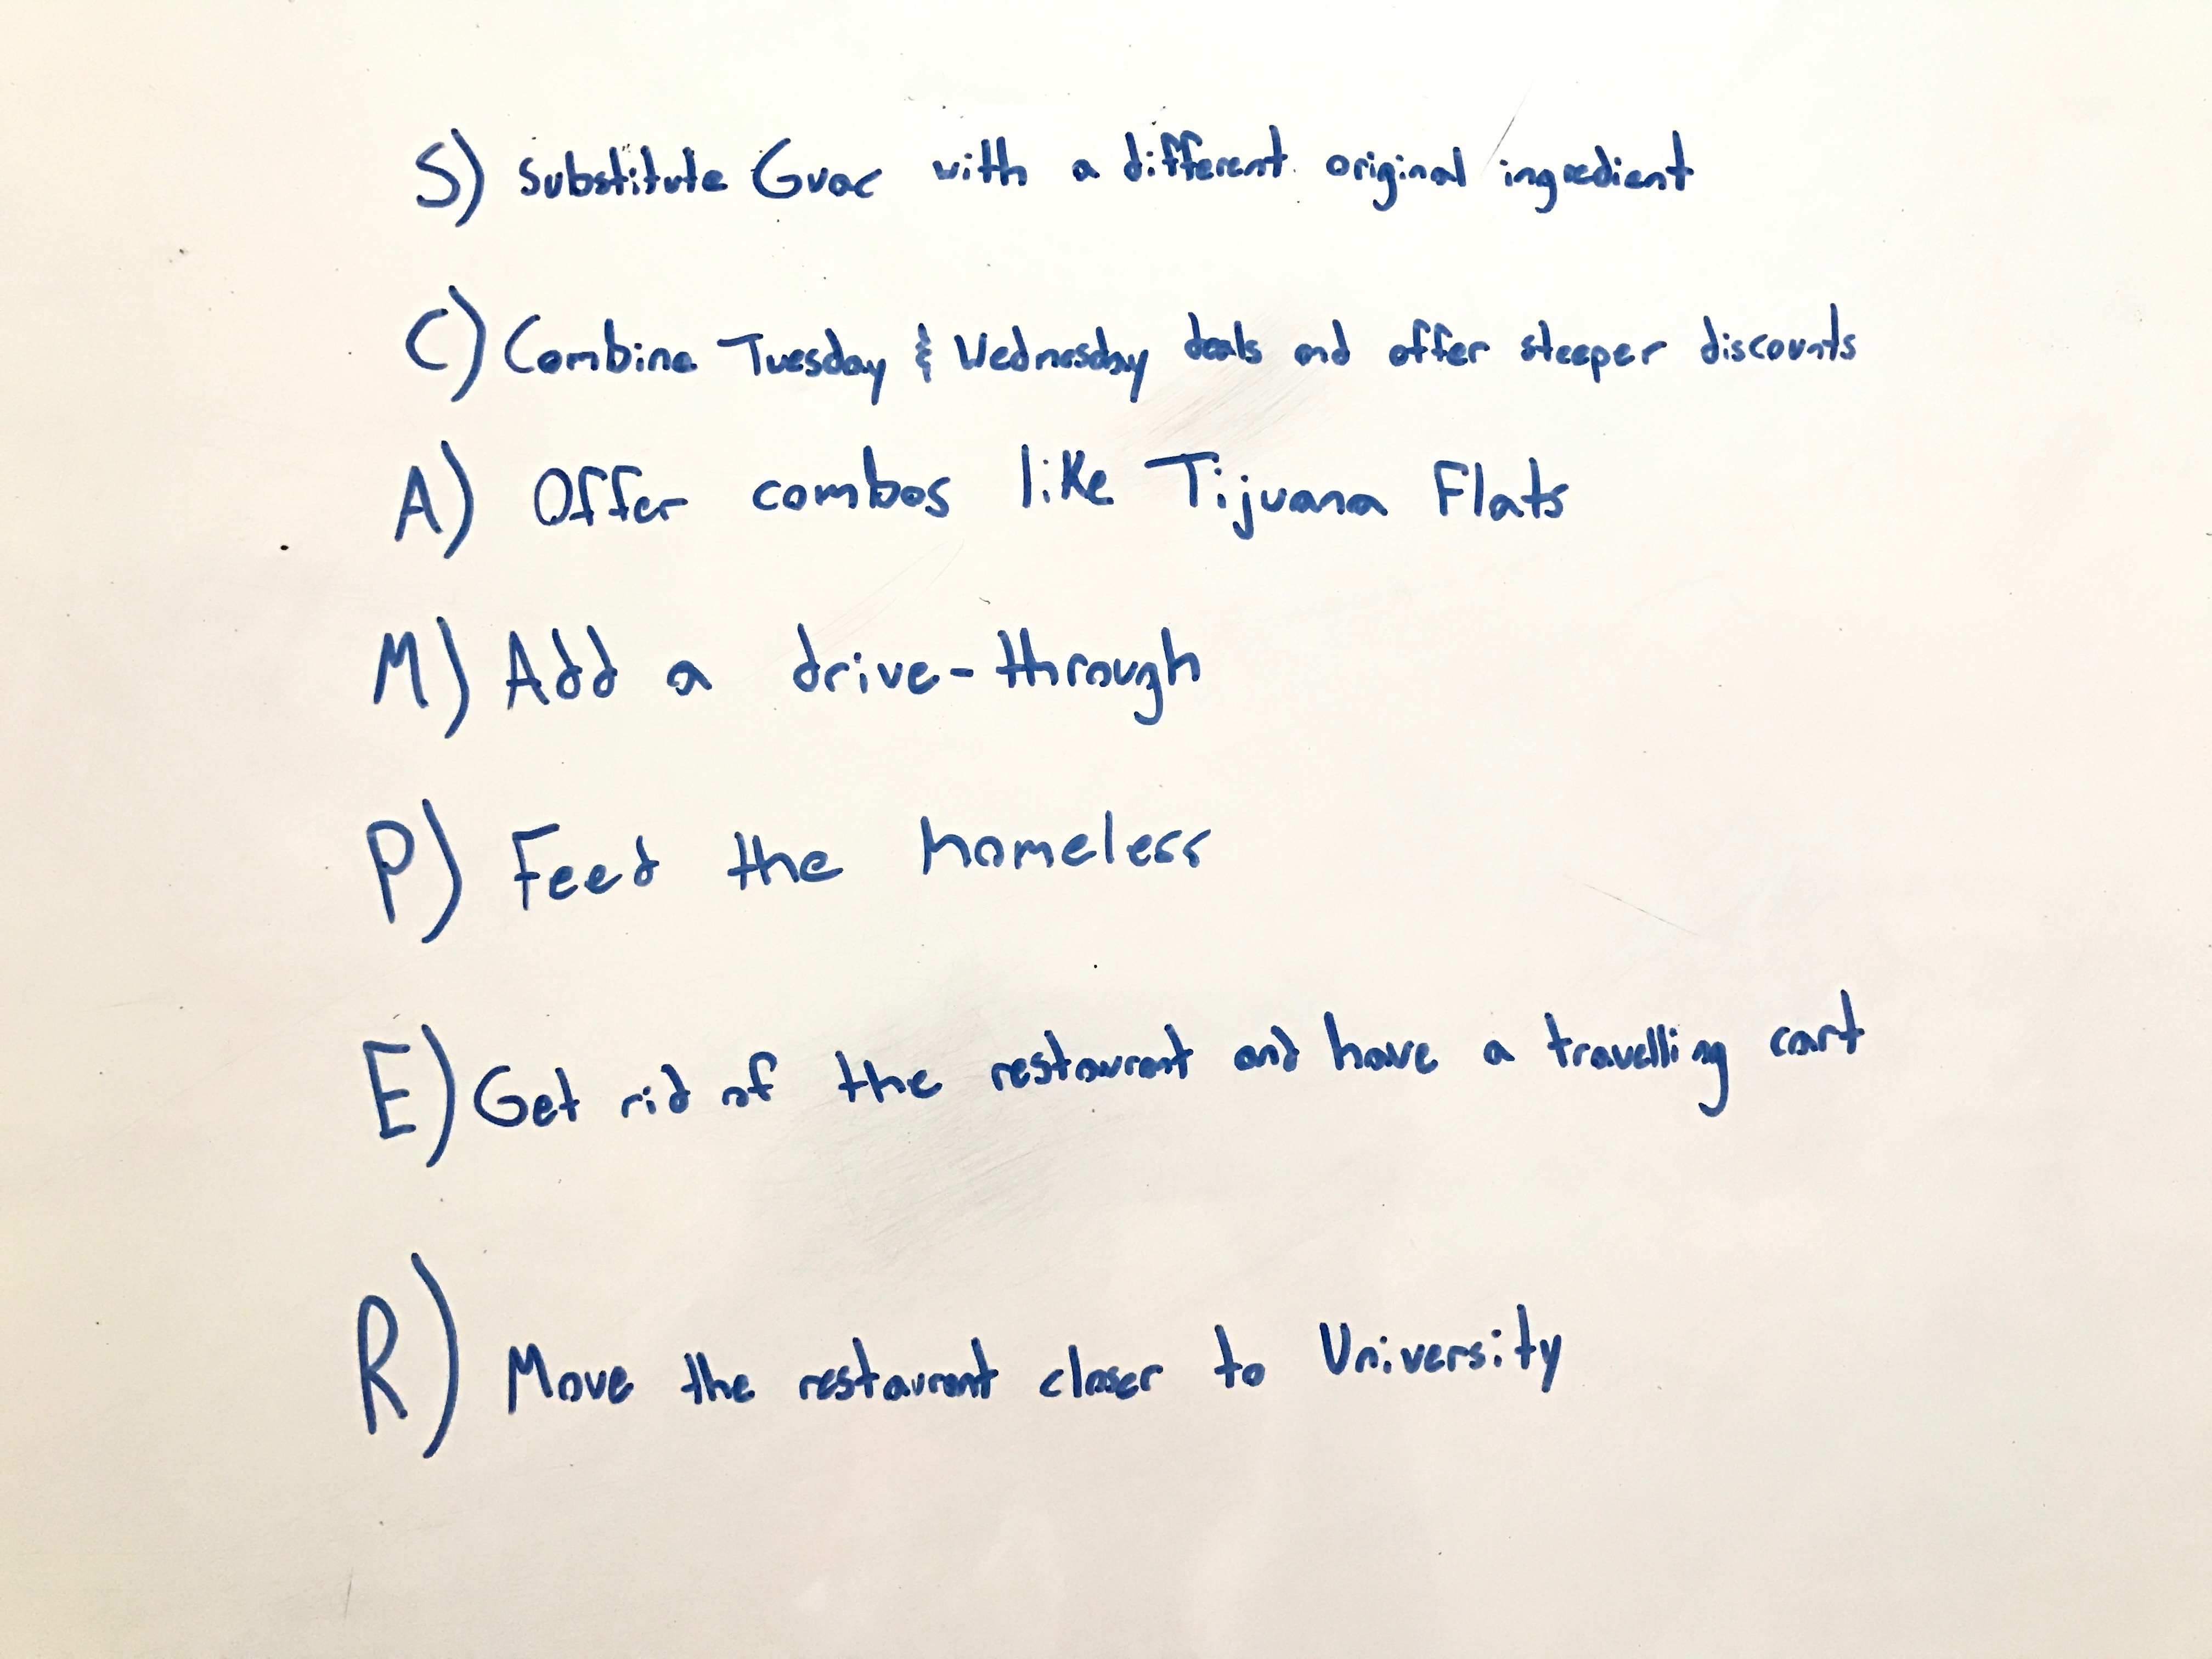 S) Substitute Guac with a different original ingredient
C) Combine Tuesday & Wednesday deals and offer steeper discounts
A) Offer combos like Tijuana Flats
M) Add a drive-through
P) Feed the homeless
E) Get rid of the restaurant and have a travelling cart
R) Move the restaurant closer to University